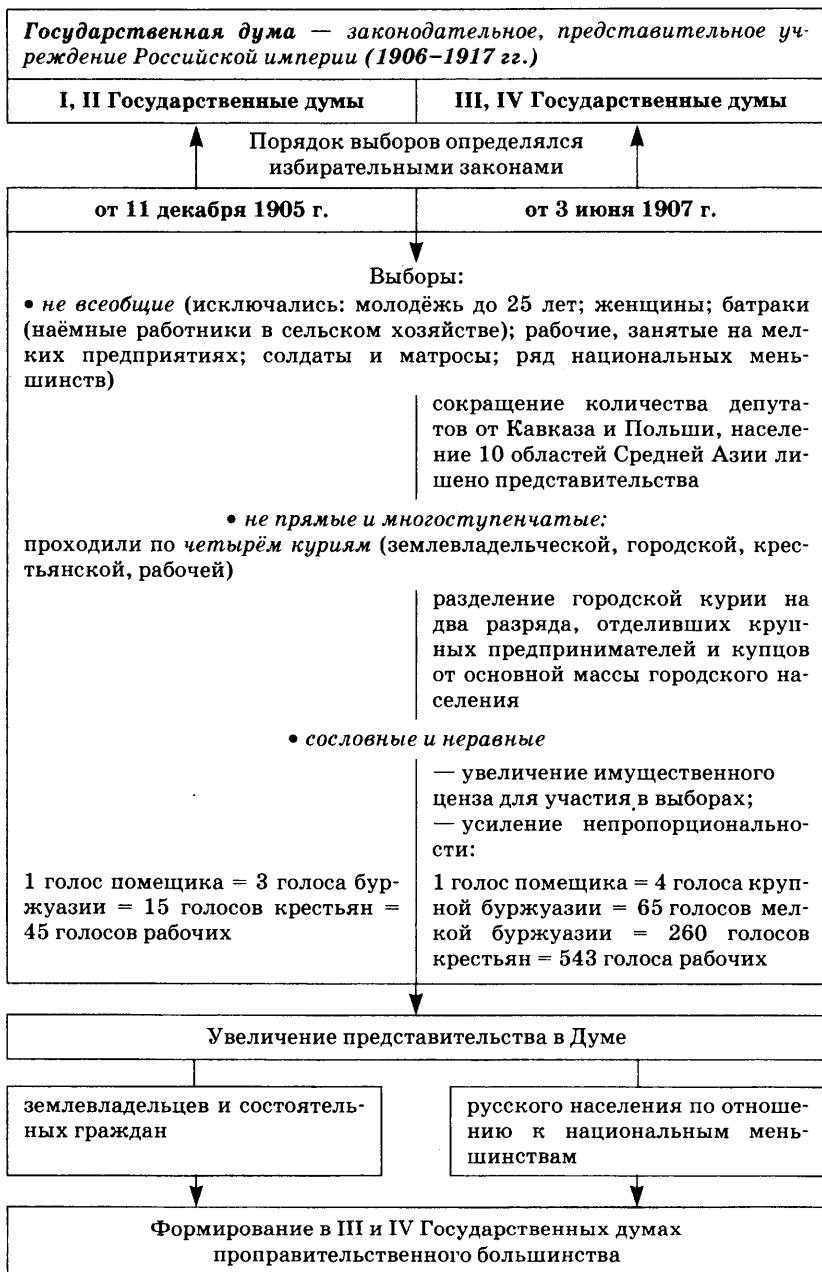 Государственная дума — законодательное, представительное уч-
реждение Российской империи (1906–1917 гг.)
I, II Государственные думы
III, IV Государственные думы
Порядок выборов определялся
избирательными законами
от 11 декабря 1905 г.
от 3 июня 1907 г.
Выборы:
• не всеобщие (исключались: молодёжь до 25 лет; женщины; батраки
(наёмные работники в сельском хозяйстве); рабочие, занятые на мел-
ких предприятиях; солдаты и матросы; ряд национальных мень-
шинств)
сокращение количества депута-
тов от Кавказа и Польши, населе-
ние 10 областей Средней Азии ли-
шено представительства
• не прямые и многоступенчатые:
проходили по четырём куриям (землевладельческой, городской, крес-
тьянской, рабочей)
разделение городской курии на
два разряда, отделивших круп-
ных предпринимателей и купцов
от основной массы городского на-
селения
• сословные и неравные
— увеличение имущественного
ценза для участия в выборах;
— усиление непропорционально-
сти:
1 голос помещика = 3 голоса бур-
жуазии = 15 голосов крестьян =
45 голосов рабочих
1 голос помещика = 4 голоса круп-
ной буржуазии = 65 голосов мел-
кой буржуазии = 260 голосов
крестьян = 543 голоса рабочих
Увеличение представительства в Думе
землевладельцев и состоятель-
ных граждан
русского населения по отноше-
нию к национальным мень-
шинствам
Формирование в III и IV Государственных думах
проправительственного большинства